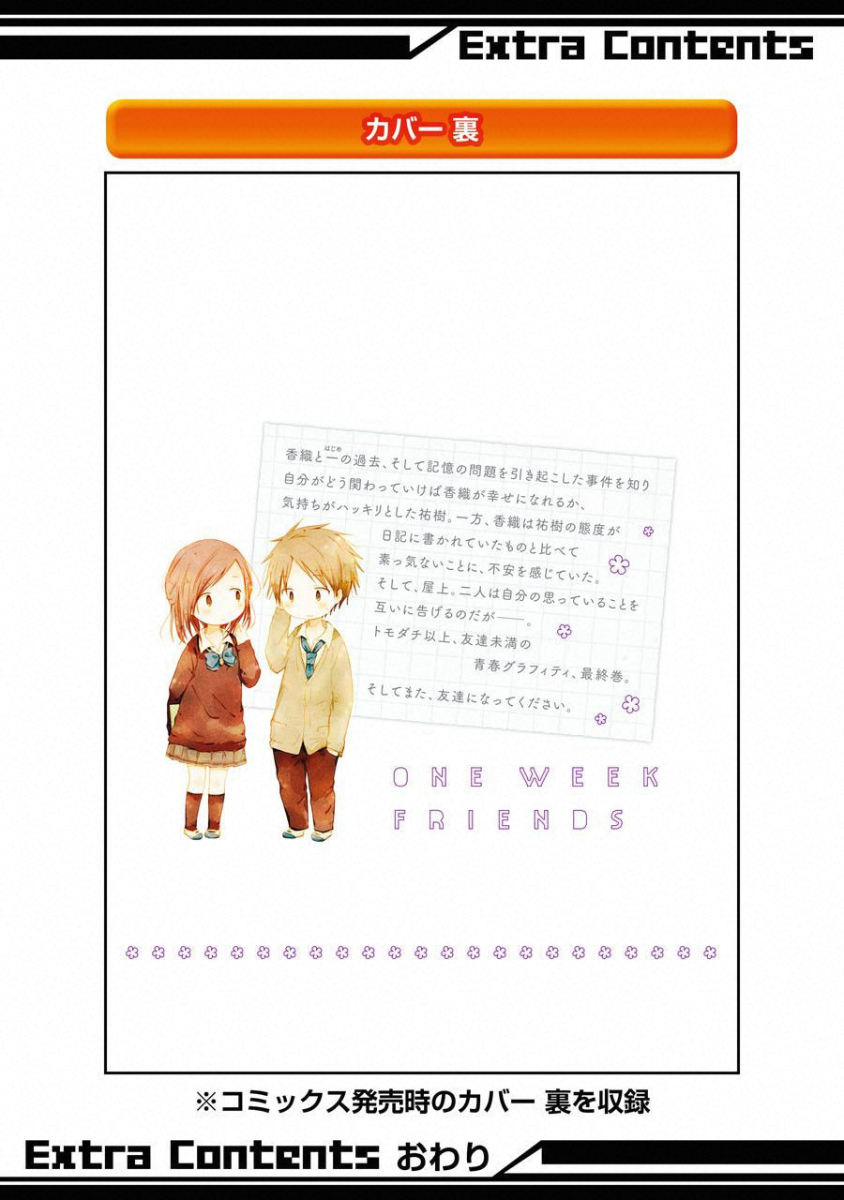 Extra Contents
カバー 裏
はじめ
香織と一の過去、そして記憶の問題を引き起こした事件を知り
自分がどう関わっていけば香織が幸せになれるか、
気持ちがハッキリとした祐樹。一方、香織は祐樹の態度が
日記に書かれていたものと比べて
素っ気ないことに、不安を感じていた。
そして、屋上。二人は自分の思っていることを
互いに告げるのだが――。
トモダチ以上、友達未満の
青春グラフィティ、最終巻。
そしてまた、友達になってください。
ONE WEEK
FRIENDS
※コミックス発売時のカバー 裏を収録
Extra Contents おわり